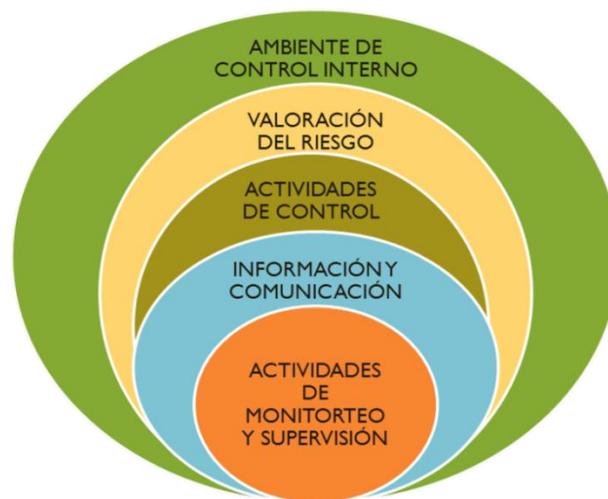 AMBIENTE DE
CONTROL INTERNO
VALORACIÓN
DEL RIESGO
ACTIVIDADES
DE CONTROL
INFORMACIÓN Y
COMUNICACIÓN
ACTIVIDADES
DE
MONITORTEO
Y SUPERVISIÓN